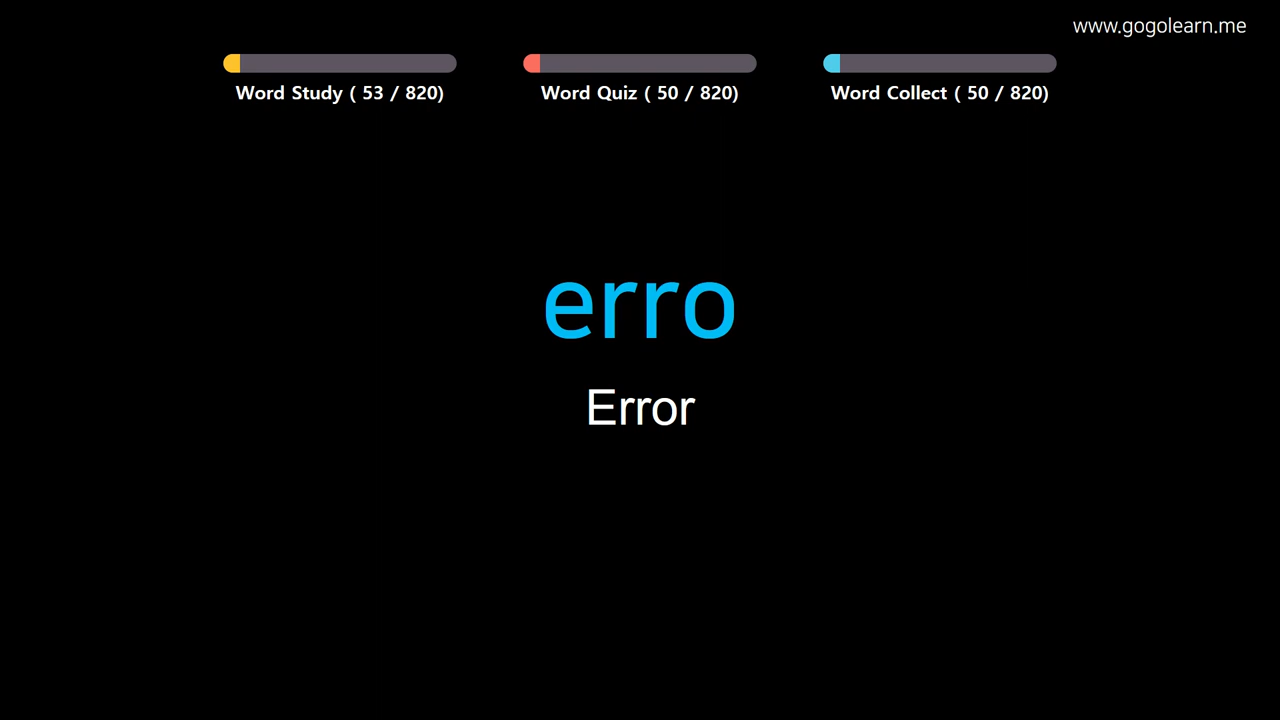 www.gogolearn.me
Word Study ( 53 / 820)
Word Quiz ( 50 / 820)
Word Collect ( 50 / 820)
erro
Error